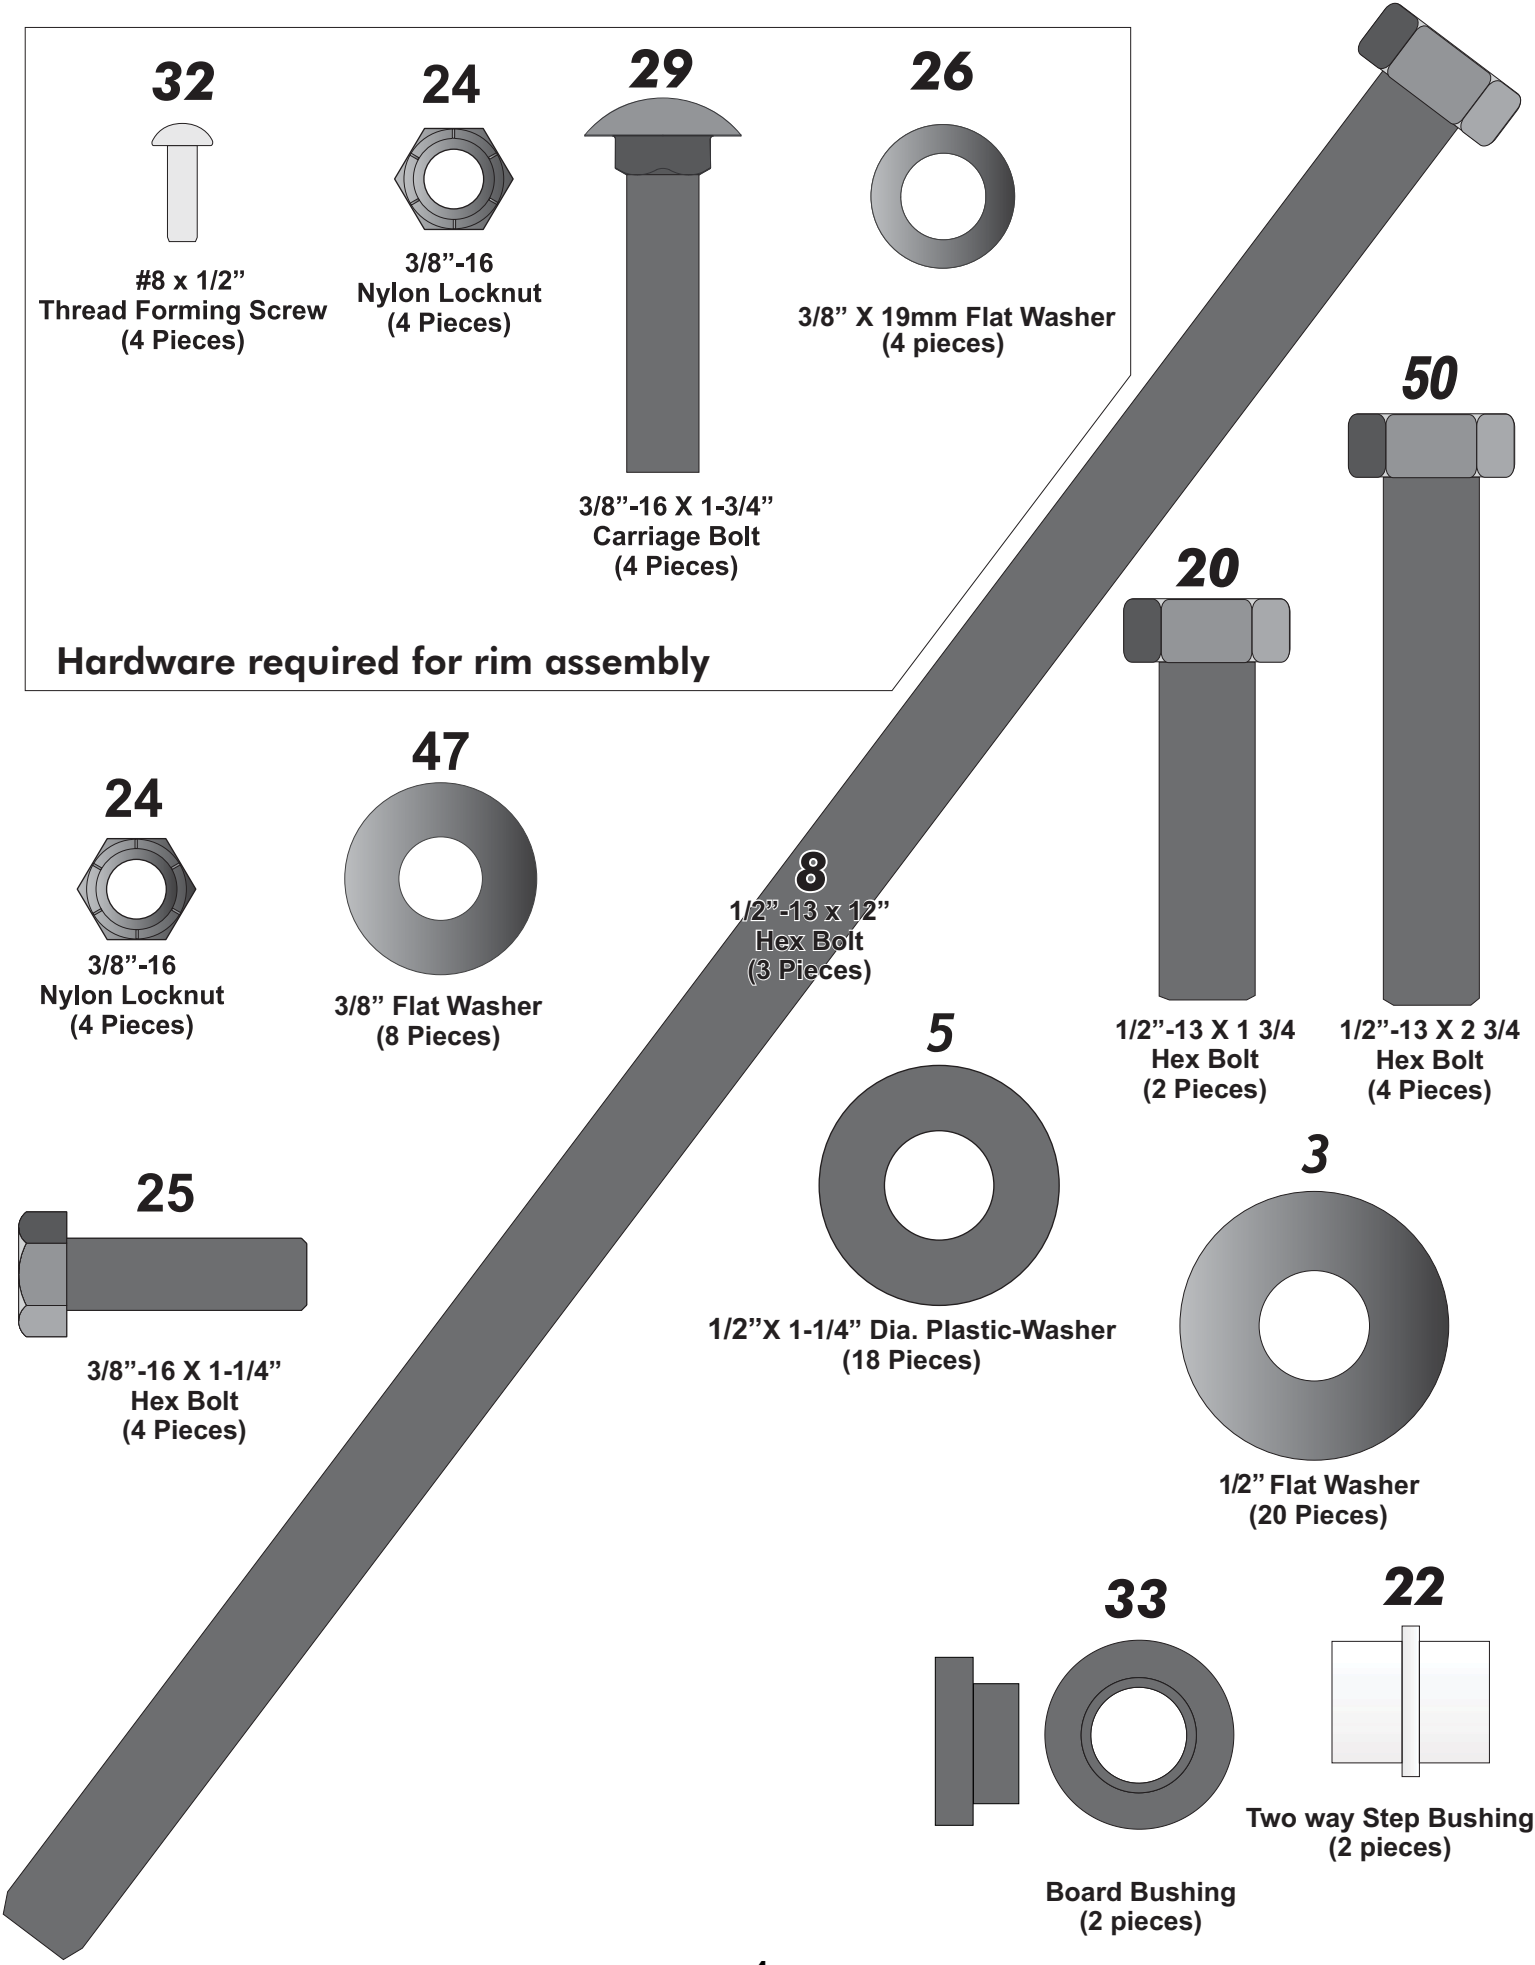 32
#8 x 1/2”
Thread Forming Screw
(4 Pieces)
24
3/8”-16
Nylon Locknut
(4 Pieces)
29
3/8”-16 X 1-3/4”
Carriage Bolt
(4 Pieces)
26
3/8” X 19mm Flat Washer
(4 pieces)
Hardware required for rim assembly
50
1/2”-13 X 2 3/4
Hex Bolt
(4 Pieces)
20
1/2”-13 X 1 3/4
Hex Bolt
(2 Pieces)
24
3/8”-16
Nylon Locknut
(4 Pieces)
47
3/8” Flat Washer
(8 Pieces)
8
1/2”-13 x 12”
Hex Bolt
(3 Pieces)
5
1/2”X 1-1/4” Dia. Plastic-Washer
(18 Pieces)
3
1/2” Flat Washer
(20 Pieces)
25
3/8”-16 X 1-1/4”
Hex Bolt
(4 Pieces)
33
Board Bushing
(2 pieces)
22
Two way Step Bushing
(2 pieces)